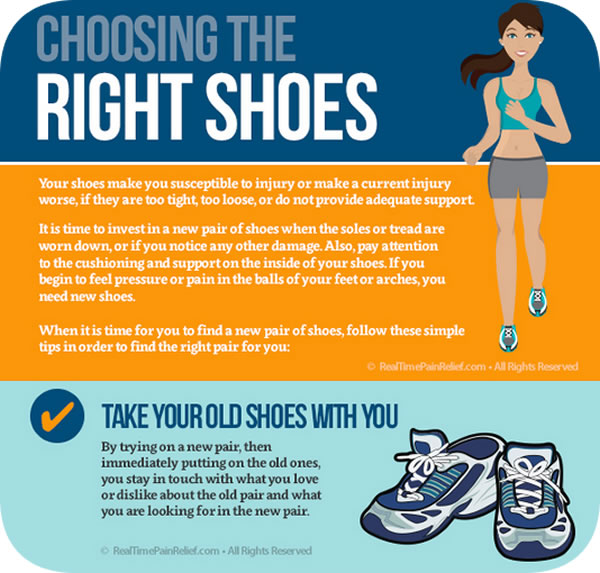 CHOOSING THE
RIGHT SHOES
Your shoes make you susceptible to injury or make a current injury
worse, if they are too tight, too loose, or do not provide adequate support.
It is time to invest in a new pair of shoes when the soles or tread are
worn down, or if you notice any other damage. Also, pay attention
to the cushioning and support on the inside of your shoes. If you
begin to feel pressure or pain in the balls of your feet or arches, you
need new shoes.
When it is time for you to find a new pair of shoes, follow these simple
tips in order to find the right pair for you:
© RealTimePainRelief.com • All Rights Reserved
TAKE YOUR OLD SHOES WITH YOU
By trying on a new pair, then
immediately putting on the old ones,
you stay in touch with what you love
or dislike about the old pair and what
you are looking for in the new pair.
© RealTimePainRelief.com • All Rights Reserved